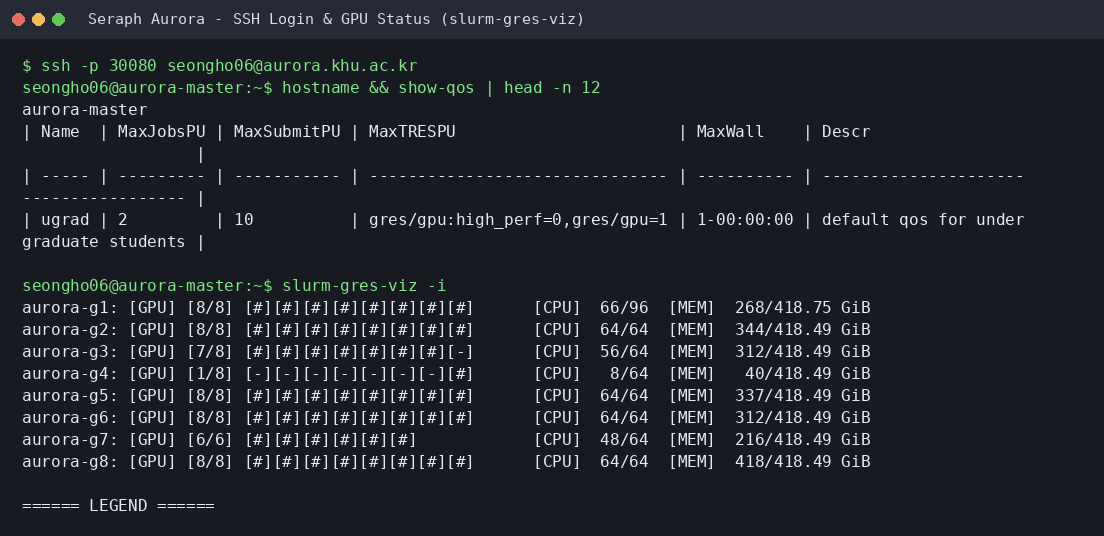 Seraph Aurora - SSH Login & GPU Status (slurm-gres-viz)
$ ssh -p 30080 seongho06@aurora.khu.ac.kr
seongho06@aurora-master:~$ hostname && show-qos | head -n 12
aurora-master
| Name  | MaxJobsPU | MaxSubmitPU | MaxTRESPU                       | MaxWall    | Descr
                  |
| ----- | --------- | ----------- | ------------------------------- | ---------- | ---------------------
----------------- |
| ugrad | 2         | 10          | gres/gpu:high_perf=0,gres/gpu=1 | 1-00:00:00 | default qos for under
graduate students |
seongho06@aurora-master:~$ slurm-gres-viz -i
aurora-g1: [GPU] [8/8] [#][#][#][#][#][#][#][#]      [CPU]  66/96  [MEM]  268/418.75 GiB
aurora-g2: [GPU] [8/8] [#][#][#][#][#][#][#][#]      [CPU]  64/64  [MEM]  344/418.49 GiB
aurora-g3: [GPU] [7/8] [#][#][#][#][#][#][#][-]      [CPU]  56/64  [MEM]  312/418.49 GiB
aurora-g4: [GPU] [1/8] [-][-][-][-][-][-][-][#]      [CPU]   8/64  [MEM]   40/418.49 GiB
aurora-g5: [GPU] [8/8] [#][#][#][#][#][#][#][#]      [CPU]  64/64  [MEM]  337/418.49 GiB
aurora-g6: [GPU] [8/8] [#][#][#][#][#][#][#][#]      [CPU]  64/64  [MEM]  312/418.49 GiB
aurora-g7: [GPU] [6/6] [#][#][#][#][#][#]            [CPU]  48/64  [MEM]  216/418.49 GiB
aurora-g8: [GPU] [8/8] [#][#][#][#][#][#][#][#]      [CPU]  64/64  [MEM]  418/418.49 GiB
====== LEGEND ======